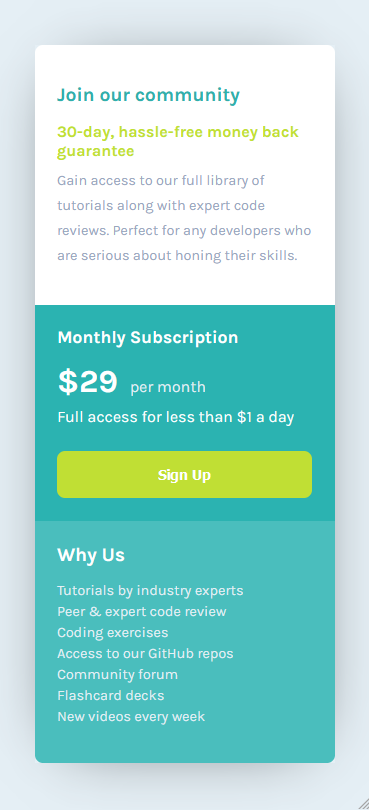 Join our community
30-day, hassle-free money back
guarantee
Gain access to our full library of
tutorials along with expert code
reviews. Perfect for any developers who
are serious about honing their skills.
Monthly Subscription
$29 per month
Full access for less than $1 a day
Sign Up
Why Us
Tutorials by industry experts
Peer & expert code review
Coding exercises
Access to our GitHub repos
Community forum
Flashcard decks
New videos every week